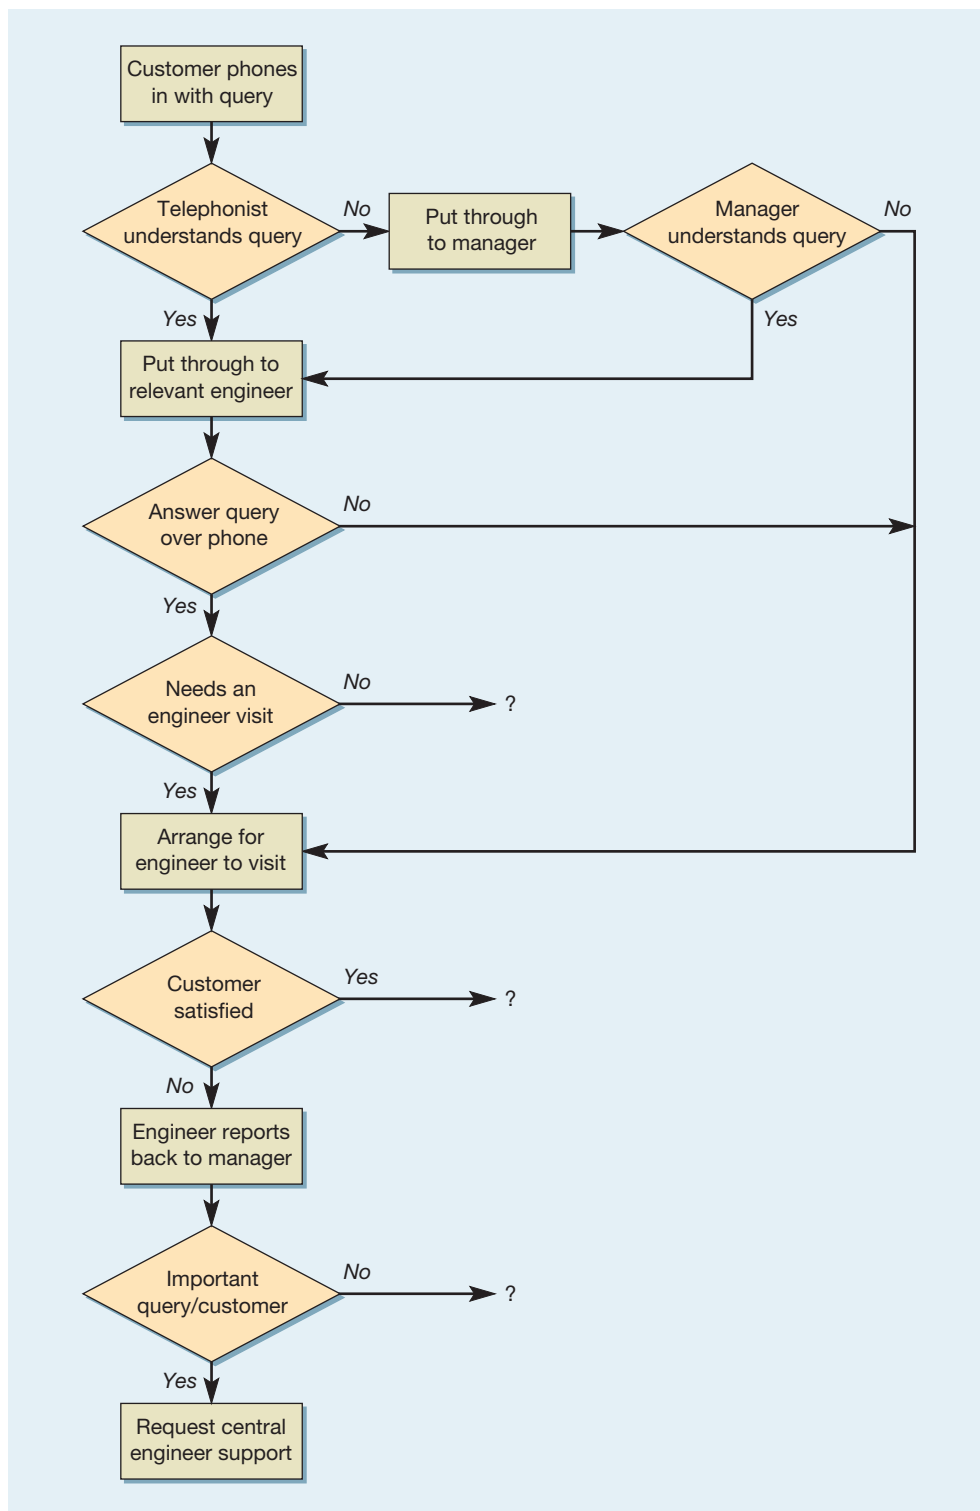 Customer phones
in with query
Telephonist
understands query
No
Put through
to manager
Manager
understands query
No
Yes
Yes
Put through to
relevant engineer
Answer query
over phone
No
Yes
Needs an
engineer visit
No
?
Yes
Arrange for
engineer to visit
Customer
satisfied
Yes
?
No
Engineer reports
back to manager
Important
query/customer
No
?
Yes
Request central
engineer support